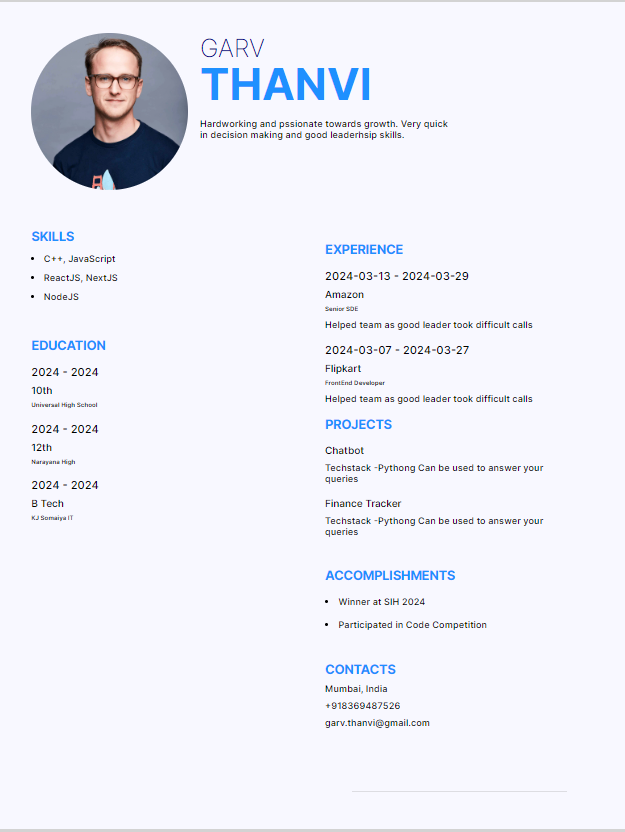 GARV
THANVI
Hardworking and pssionate towards growth. Very quick
in decision making and good leaderhsip skills.
SKILLS
C++, JavaScript
ReactJS, NextJS
NodeJS
EDUCATION
2024 - 2024
10th
Universal High School
2024 - 2024
12th
Narayana High
2024 - 2024
B Tech
KJ Somaiya IT
EXPERIENCE
2024-03-13 - 2024-03-29
Amazon
Senior SDE
Helped team as good leader took difficult calls
2024-03-07 - 2024-03-27
Flipkart
FrontEnd Developer
Helped team as good leader took difficult calls
PROJECTS
Chatbot
Techstack -Pythong Can be used to answer your
queries
Finance Tracker
Techstack -Pythong Can be used to answer your
queries
ACCOMPLISHMENTS
Winner at SIH 2024
Participated in Code Competition
CONTACTS
Mumbai, India
+918369487526
garv.thanvi@gmail.com